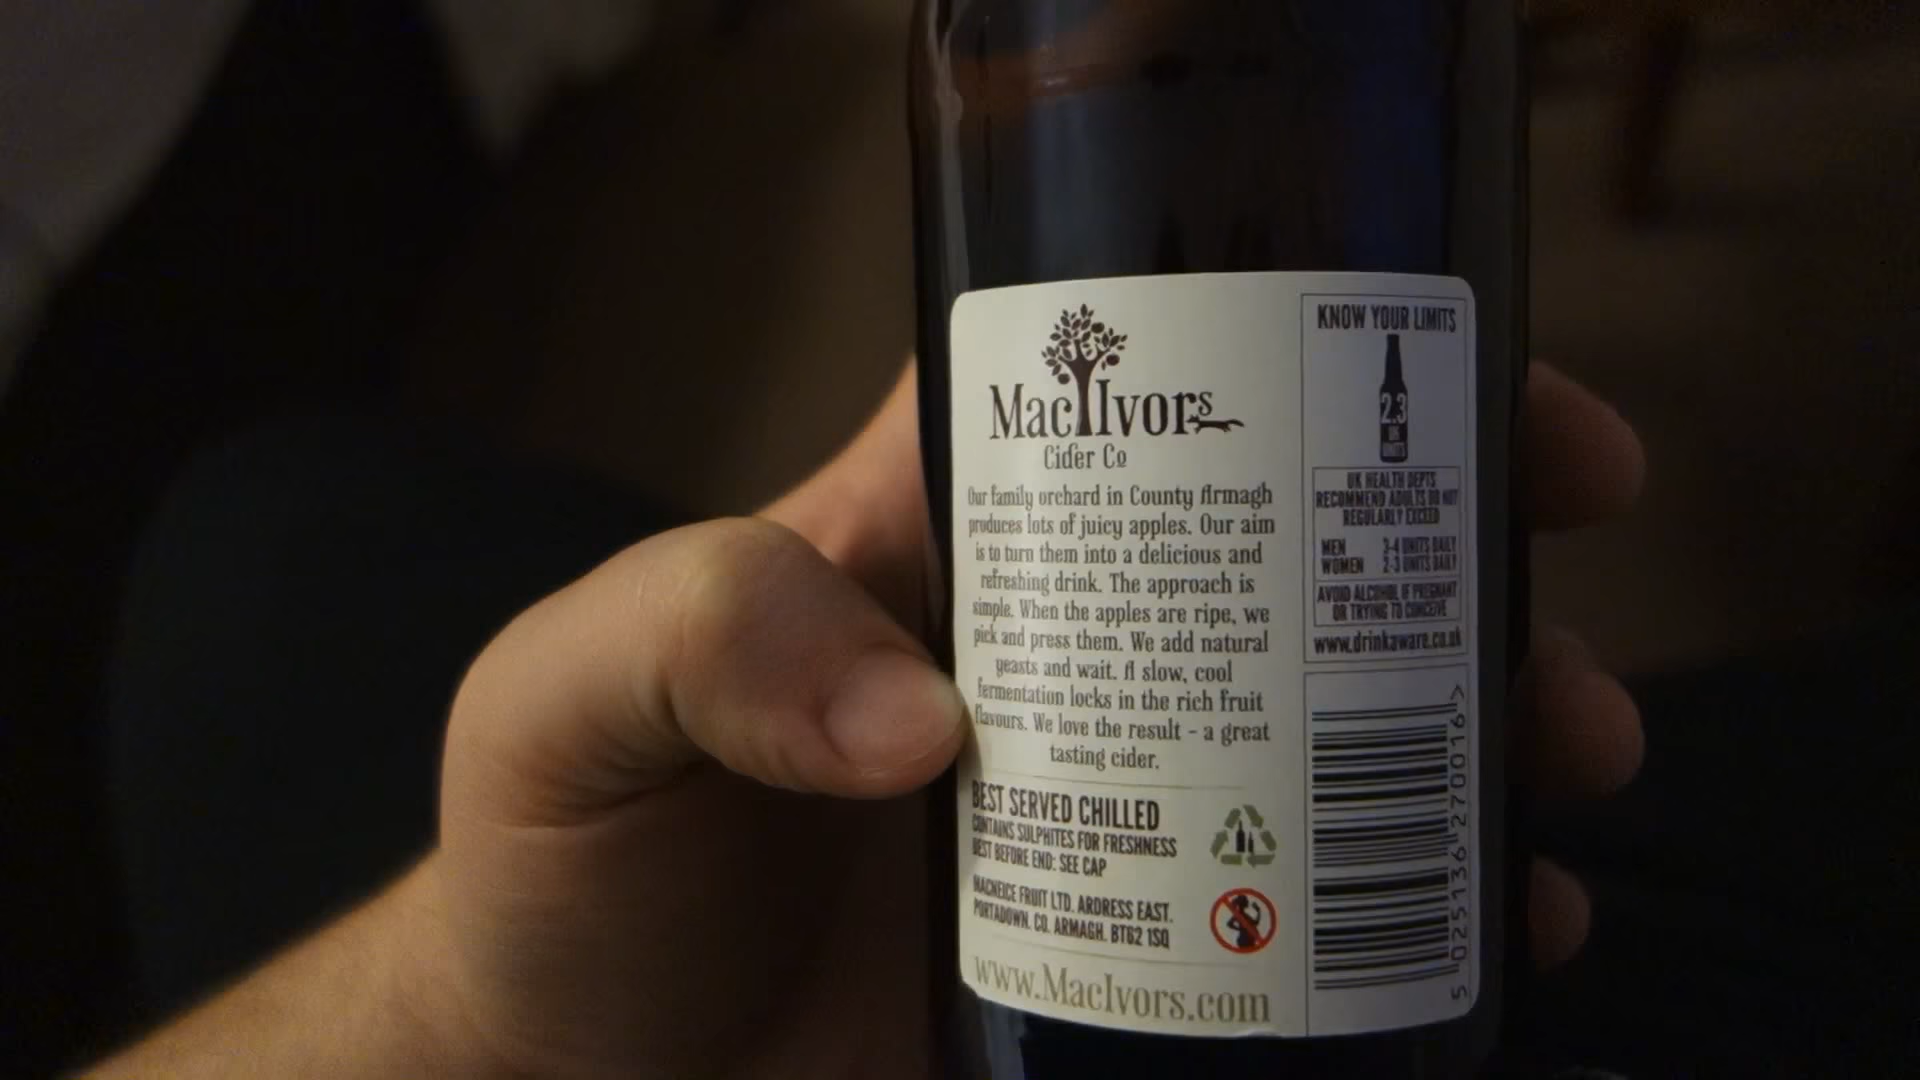 MacIvors
Cider Co
Our family orchard in County Armagh
produces lots of juicy apples. Our aim
is to turn them into a delicious and
refreshing drink. The approach is
simple. When the apples are ripe, we
pick and press them. We add natural
yeasts and wait. A slow, cool
fermentation locks in the rich fruit
flavours. We love the result - a great
tasting cider.
BEST SERVED CHILLED
CONTAINS SULPHITES FOR FRESHNESS
BEST BEFORE END: SEE CAP
MACNEICE FRUIT LTD. ARDRESS EAST.
PORTADOWN. CO. ARMAGH. BT62 1SQ
www.MacIvors.com
KNOW YOUR LIMITS
2.3
UK
UNITS
UK HEALTH DEPTS
RECOMMEND ADULTS DO NOT
REGULARLY EXCEED
MEN 3-4 UNITS DAILY
WOMEN 2-3 UNITS DAILY
AVOID ALCOHOL IF PREGNANT
OR TRYING TO CONCEIVE
www.drinkaware.co.uk
5 025136 270016 >